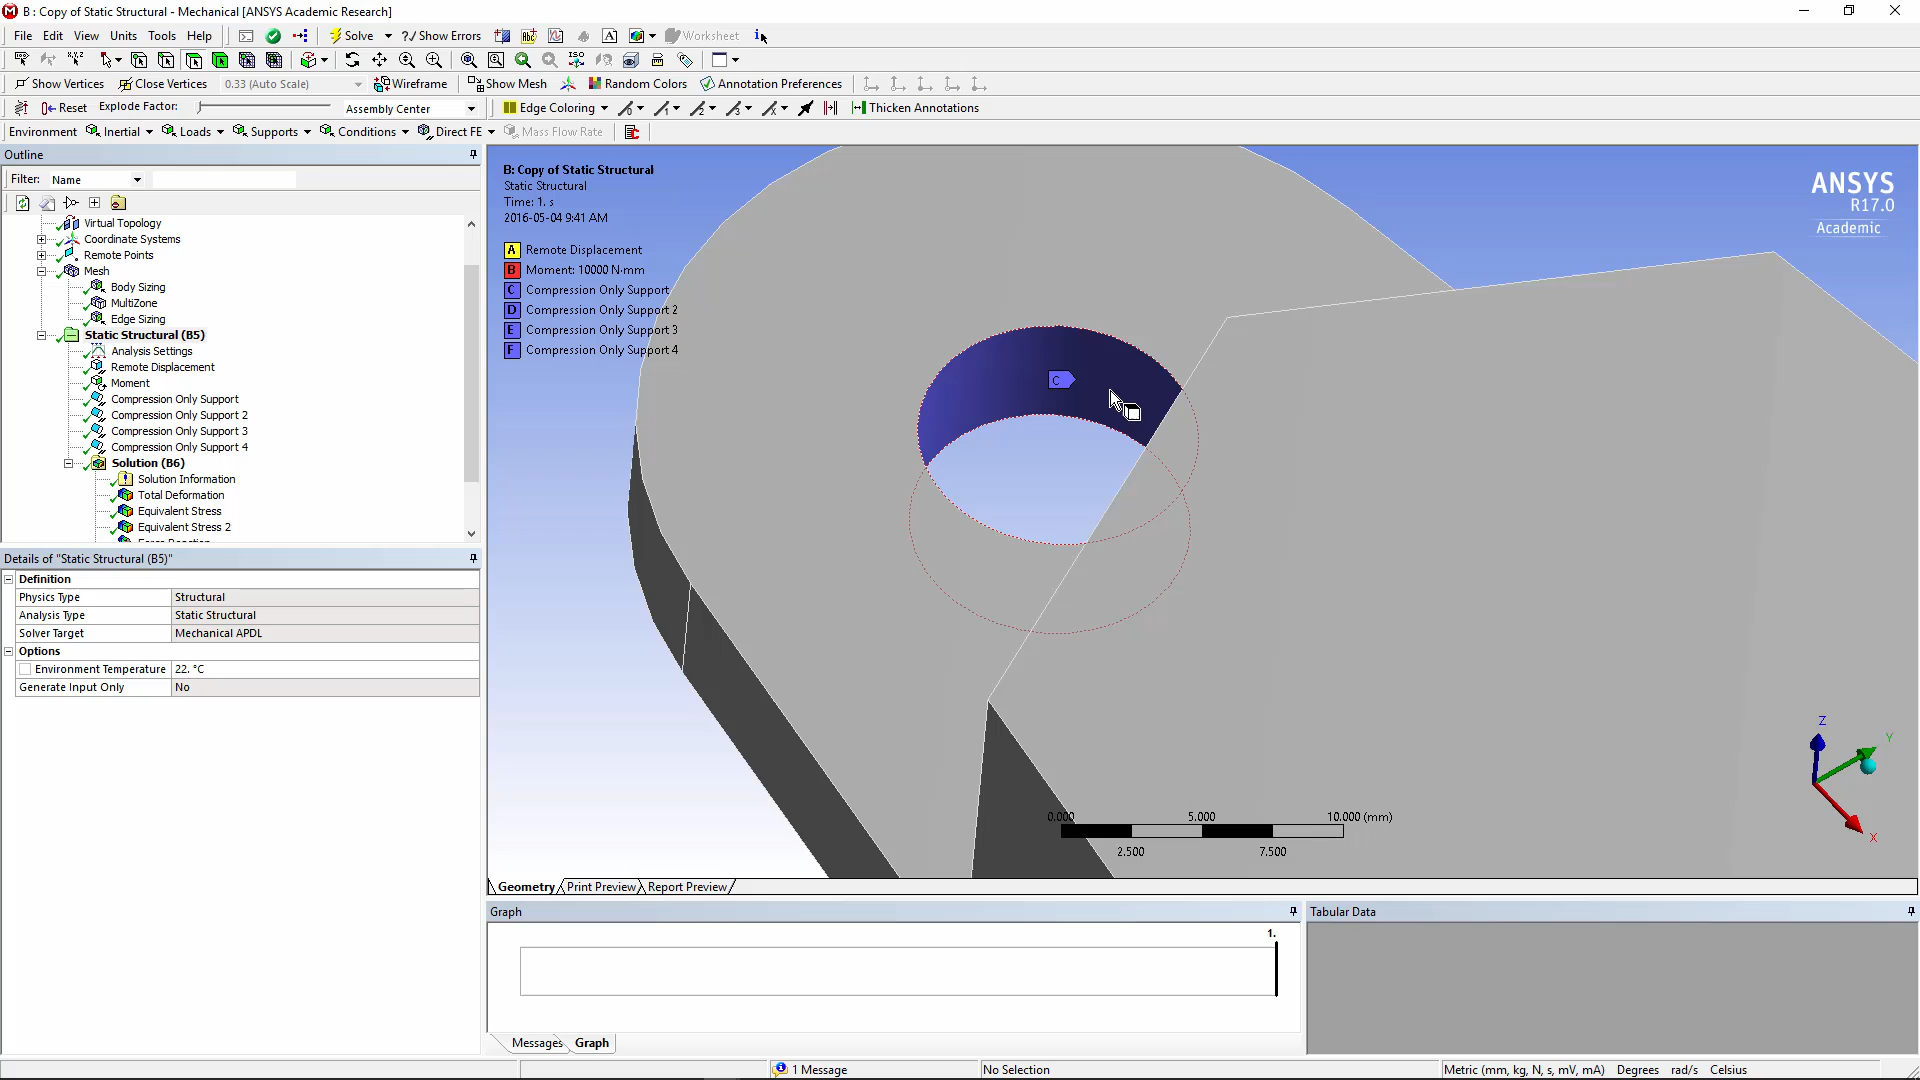 B : Copy of Static Structural - Mechanical [ANSYS Academic Research]
File Edit View Units Tools Help Solve ?/ Show Errors Worksheet
Show Vertices Close Vertices 0.33 (Auto Scale) Wireframe Show Mesh Random Colors Annotation Preferences
Reset Explode Factor: Assembly Center Edge Coloring Thicken Annotations
Environment Inertial Loads Supports Conditions Direct FE Mass Flow Rate
Outline
Filter: Name
Virtual Topology
Coordinate Systems
Remote Points
Mesh
Body Sizing
MultiZone
Edge Sizing
Static Structural (B5)
Analysis Settings
Remote Displacement
Moment
Compression Only Support
Compression Only Support 2
Compression Only Support 3
Compression Only Support 4
Solution (B6)
Solution Information
Total Deformation
Equivalent Stress
Equivalent Stress 2
Details of "Static Structural (B5)"
Definition
Physics Type Structural
Analysis Type Static Structural
Solver Target Mechanical APDL
Options
Environment Temperature 22. °C
Generate Input Only No
B: Copy of Static Structural
Static Structural
Time: 1. s
2016-05-04 9:41 AM
A Remote Displacement
B Moment: 10000 N·mm
C Compression Only Support
D Compression Only Support 2
E Compression Only Support 3
F Compression Only Support 4
ANSYS
R17.0
Academic
C
Z
Y
X
0.000 5.000 10.000 (mm)
2.500 7.500
Geometry Print Preview Report Preview
Graph
1.
Messages Graph
Tabular Data
1 Message No Selection Metric (mm, kg, N, s, mV, mA) Degrees rad/s Celsius